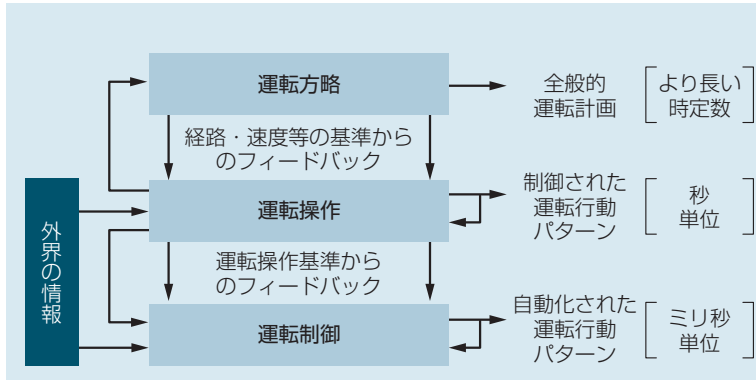 運転方略
全般的
運転計画
より長い
時定数
経路・速度等の基準から
のフィードバック
外界の情報
運転操作
制御された
運転行動
パターン
秒
単位
運転操作基準から
のフィードバック
運転制御
自動化された
運転行動
パターン
ミリ秒
単位